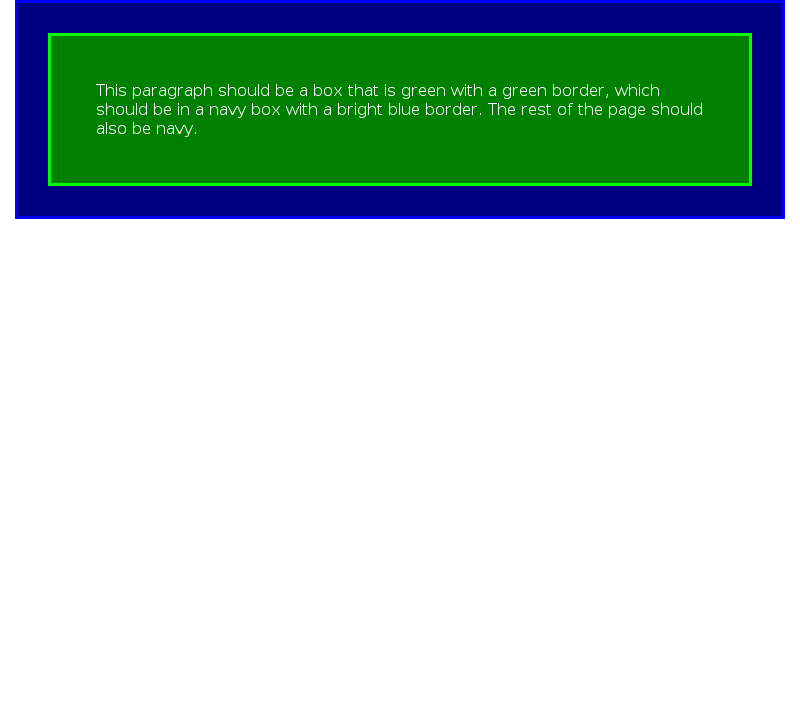 This paragraph should be a box that is green with a green border, which
should be in a navy box with a bright blue border. The rest of the page should
also be navy.